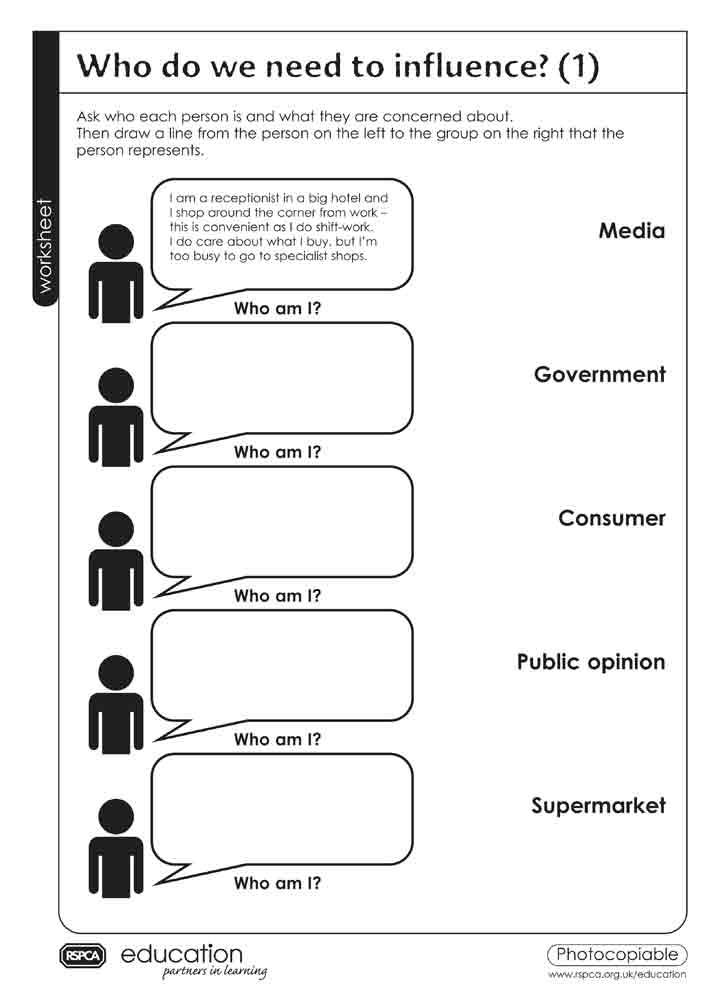 Who do we need to influence? (1)
Ask who each person is and what they are concerned about.
Then draw a line from the person on the left to the group on the right that the
person represents.
worksheet
I am a receptionist in a big hotel and
I shop around the corner from work –
this is convenient as I do shift-work.
I do care about what I buy, but I'm
too busy to go to specialist shops.
Who am I?
Media
Who am I?
Government
Who am I?
Consumer
Who am I?
Public opinion
Who am I?
Supermarket
RSPCA education
partners in learning
Photocopiable
www.rspca.org.uk/education